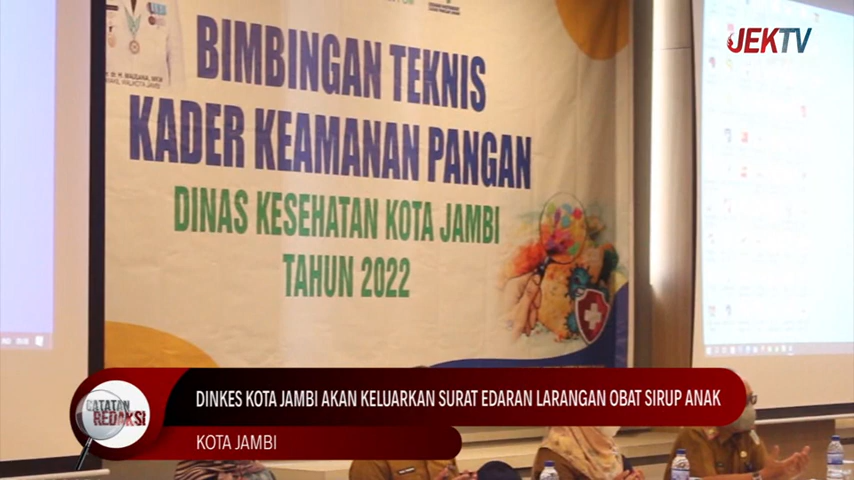 JEKTV
BIMBINGAN TEKNIS
KADER KEAMANAN PANGAN
DINAS KESEHATAN KOTA JAMBI
TAHUN 2022
CATATAN
REDAKSI
DINKES KOTA JAMBI AKAN KELUARKAN SURAT EDARAN LARANGAN OBAT SIRUP ANAK
KOTA JAMBI